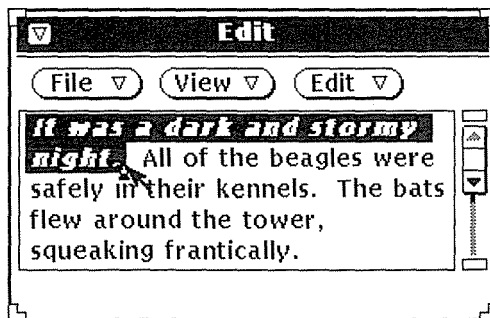 Edit
File View Edit
It was a dark and stormy
night. All of the beagles were
safely in their kennels. The bats
flew around the tower,
squeaking frantically.